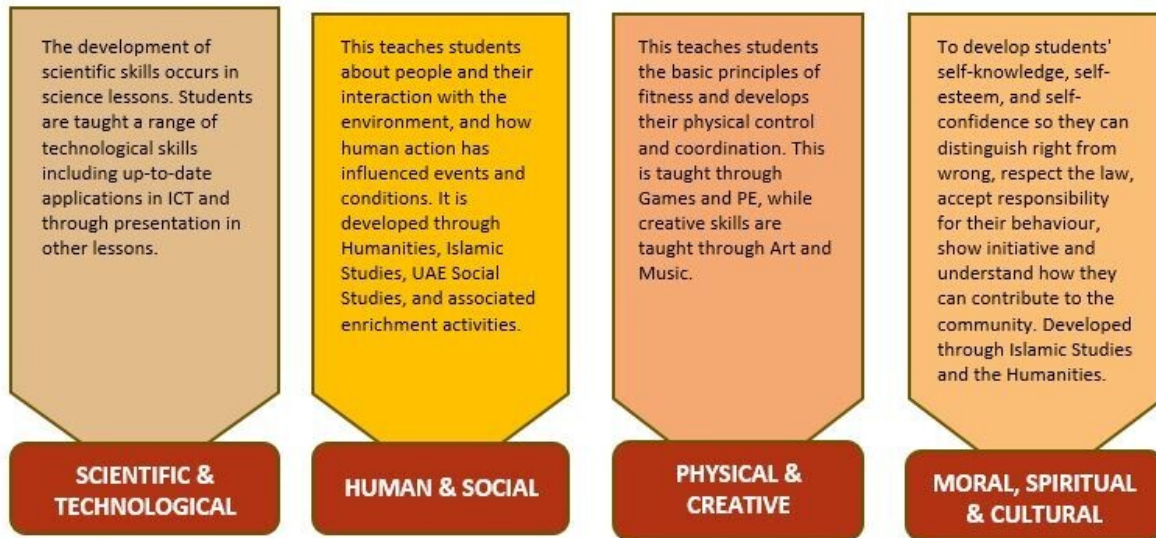 The development of
scientific skills occurs in
science lessons. Students
are taught a range of
technological skills
including up-to-date
applications in ICT and
through presentation in
other lessons.
SCIENTIFIC &
TECHNOLOGICAL
This teaches students
about people and their
interaction with the
environment, and how
human action has
influenced events and
conditions. It is
developed through
Humanities, Islamic
Studies, UAE Social
Studies, and associated
enrichment activities.
HUMAN & SOCIAL
This teaches students
the basic principles of
fitness and develops
their physical control
and coordination. This
is taught through
Games and PE, while
creative skills are
taught through Art and
Music.
PHYSICAL &
CREATIVE
To develop students'
self-knowledge, self-
esteem, and self-
confidence so they can
distinguish right from
wrong, respect the law,
accept responsibility
for their behaviour,
show initiative and
understand how they
can contribute to the
community. Developed
through Islamic Studies
and the Humanities.
MORAL, SPIRITUAL
& CULTURAL